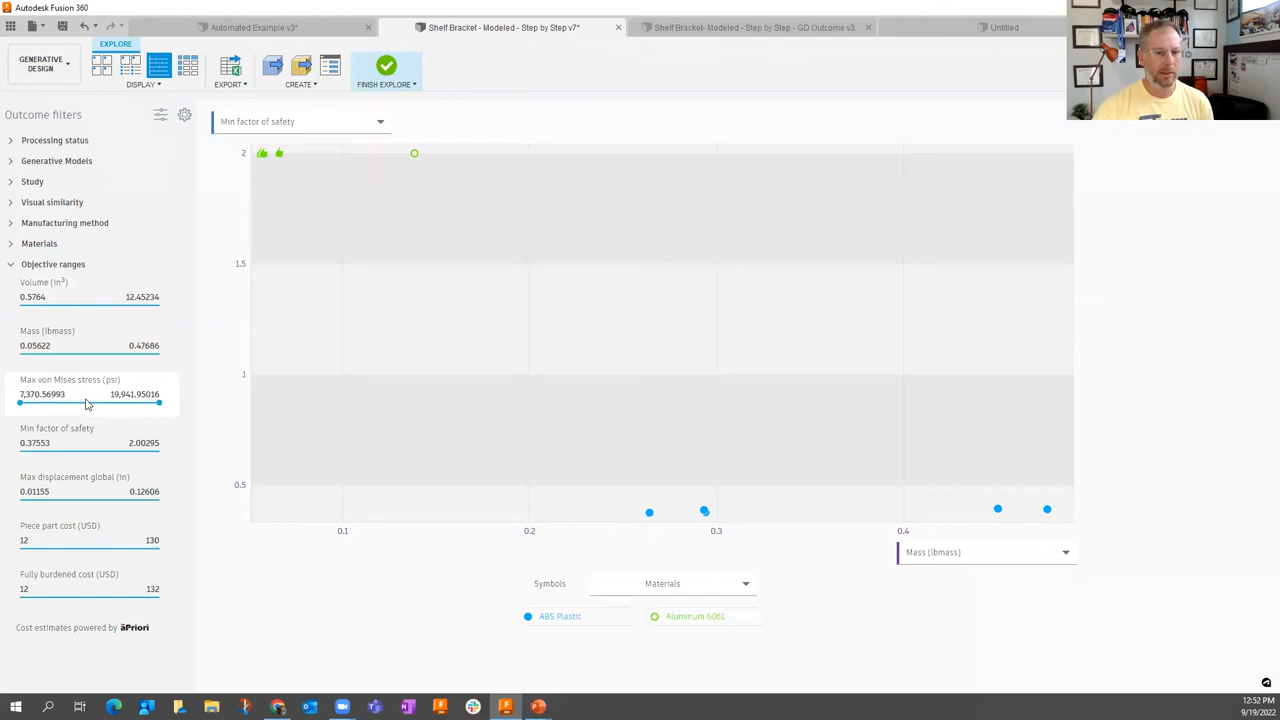 Autodesk Fusion 360
Automated Example v3*
Shelf Bracket - Modeled - Step by Step v7*
Shelf Bracket- Modeled - Step by Step - GD Outcome v3
Untitled
EXPLORE
GENERATIVE
DESIGN
DISPLAY
EXPORT
CREATE
FINISH EXPLORE
Outcome filters
Processing status
Generative Models
Study
Visual similarity
Manufacturing method
Materials
Objective ranges
Volume (in³)
0.5764 12.45234
Mass (lbmass)
0.05622 0.47686
Max von Mises stress (psi)
7,370.56993 19,941.95016
Min factor of safety
0.37553 2.00295
Max displacement global (in)
0.01155 0.12606
Piece part cost (USD)
12 130
Fully burdened cost (USD)
12 132
Cost estimates powered by aPriori
Min factor of safety
2
1.5
1
0.5
0.1 0.2 0.3 0.4
Mass (lbmass)
Symbols Materials
ABS Plastic Aluminum 6061
12:52 PM
9/19/2022